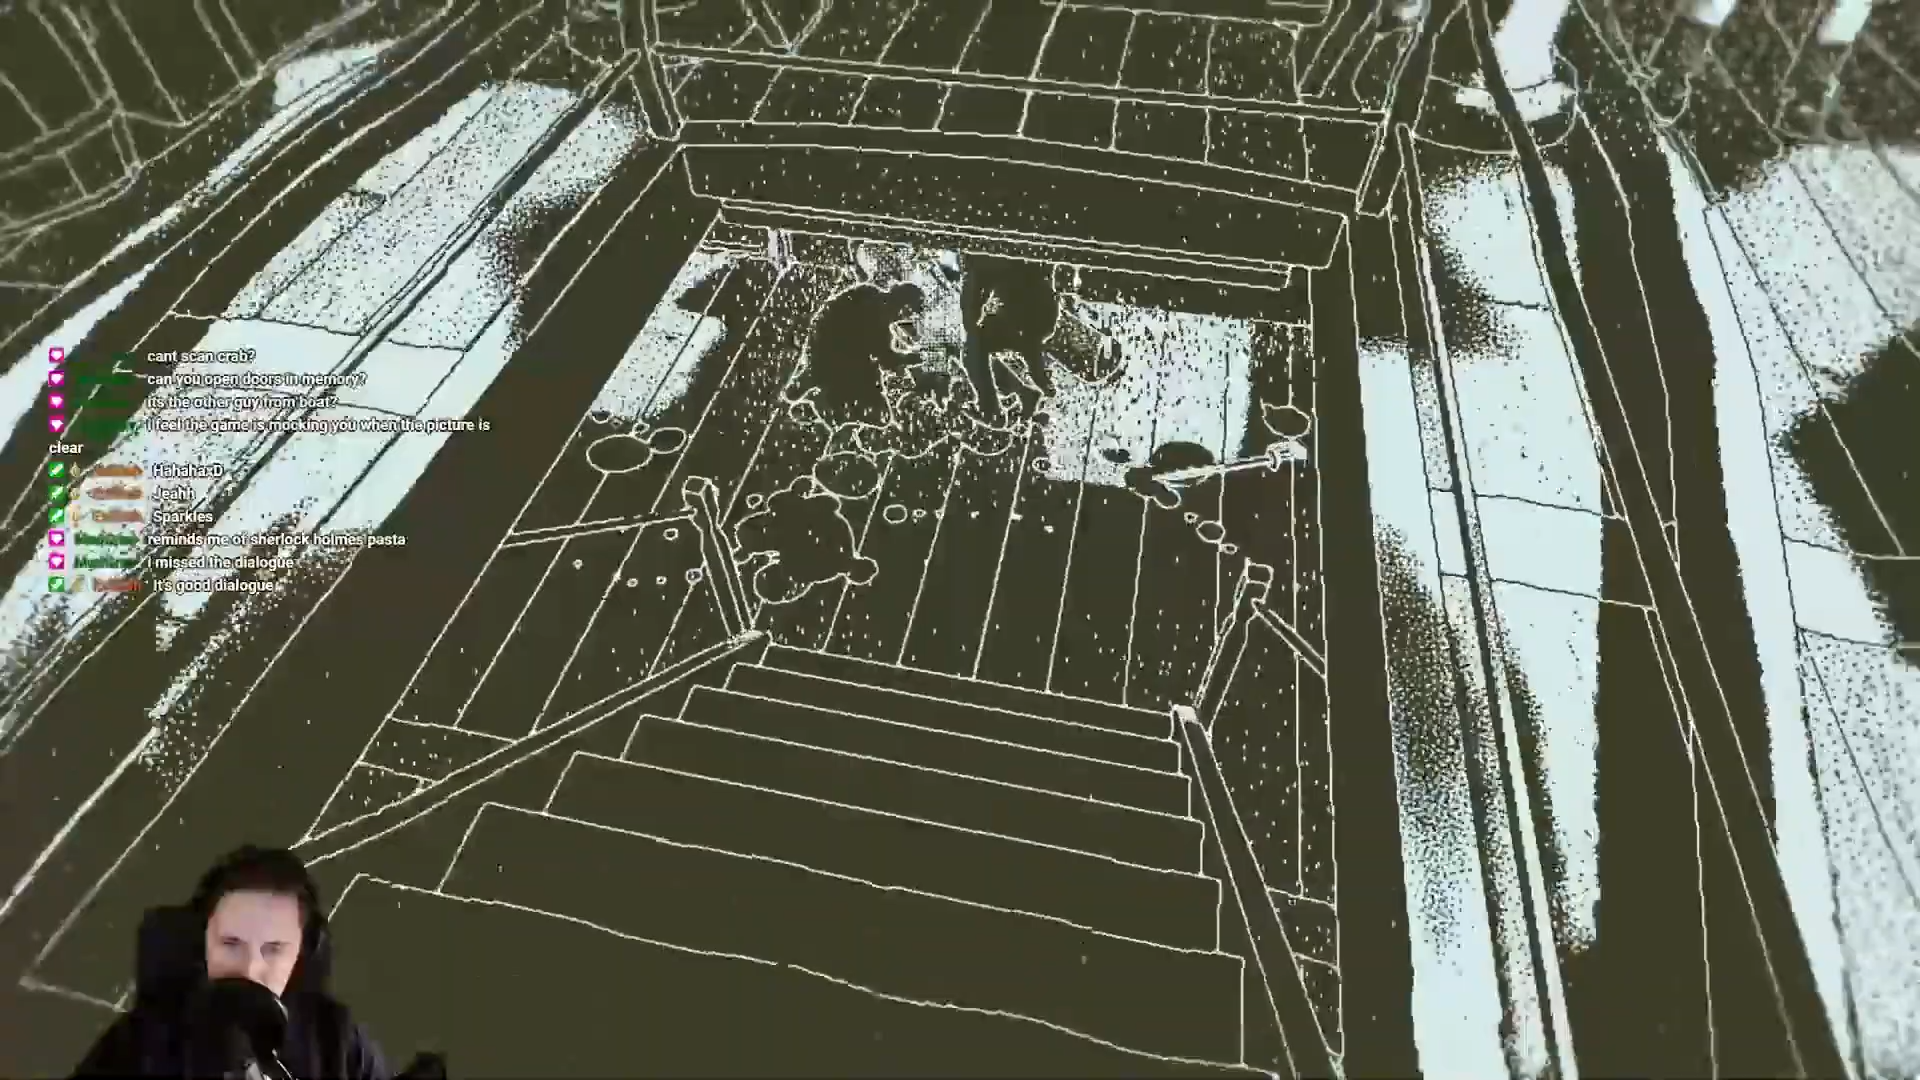 cant scan crab?
can you open doors in memory?
its the other guy from boat?
i feel the game is mocking you when the picture is
clear
Hahaha:D
Jeahh
Sparkles
reminds me of sherlock holmes pasta
i missed the dialogue
It's good dialogue